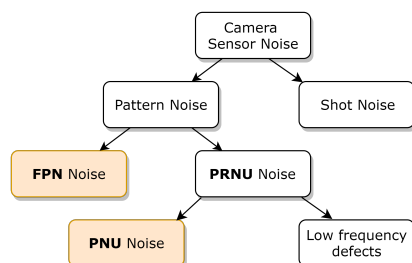 Camera
Sensor Noise
Pattern Noise
Shot Noise
FPN Noise
PRNU Noise
PNU Noise
Low frequency
defects